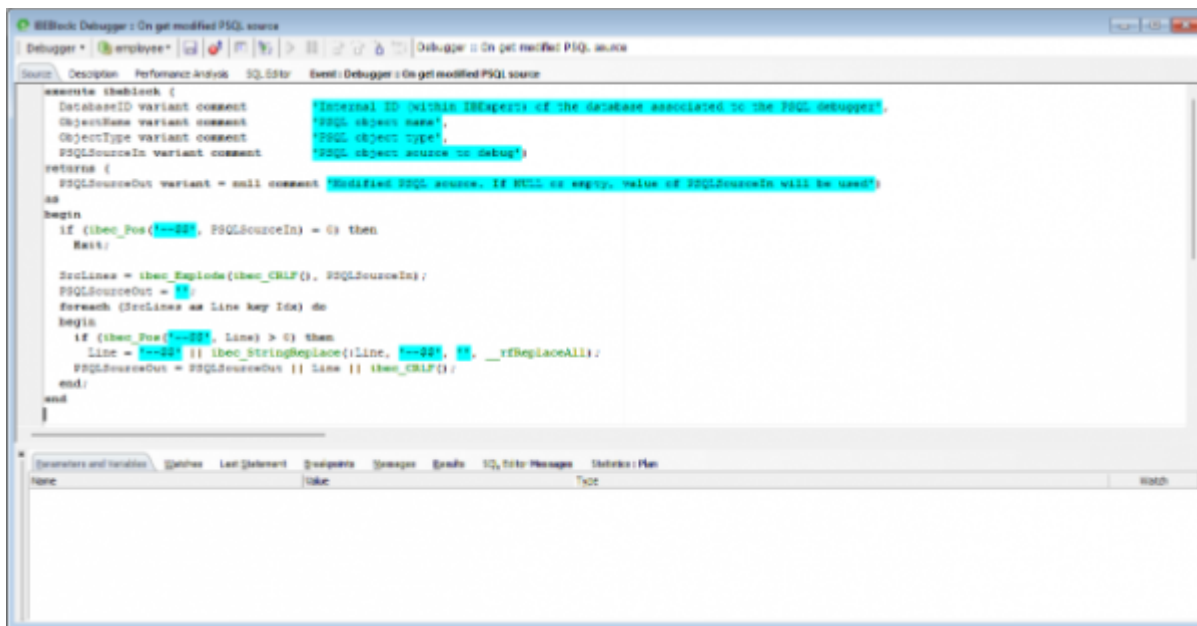 IBEBlock Debugger :: On get modified PSQL source
Debugger employee Debugger :: On get modified PSQL source
Source Description Performance Analysis SQL Editor Event : Debugger :: On get modified PSQL source
execute ibeblock (
DatabaseID variant comment 'Internal ID (within IBExpert) of the database associated to the PSQL debugger',
ObjectName variant comment 'PSQL object name',
ObjectType variant comment 'PSQL object type',
PSQLSourceIn variant comment 'PSQL object source to debug')
returns (
PSQLSourceOut variant = null comment 'Modified PSQL source. If NULL or empty, value of PSQLSourceIn will be used')
as
begin
if (ibec_Pos('--@@', PSQLSourceIn) = 0) then
Exit;
SrcLines = ibec_Explode(ibec_CRLF(), PSQLSourceIn);
PSQLSourceOut = '';
foreach (SrcLines as Line key Idx) do
begin
if (ibec_Pos('--@@', Line) > 0) then
Line = '--@@' || ibec_StringReplace(:Line, '--@@', '', __rfReplaceAll);
PSQLSourceOut = PSQLSourceOut || Line || ibec_CRLF();
end;
end
Parameters and Variables Watches Last Statement Breakpoints Messages Results SQL Editor Messages Statistics : Plan
Name Value Type Watch